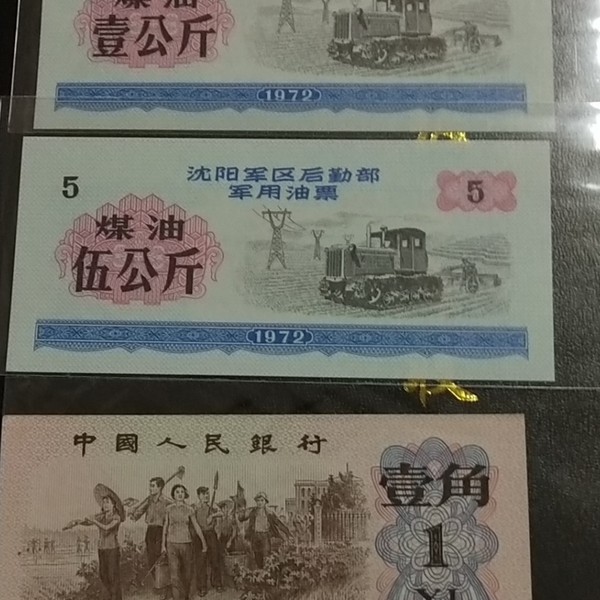 煤油
壹公斤
1972
沈阳军区后勤部
军用油票
5
5
煤油
伍公斤
1972
中國人民銀行
壹角
1